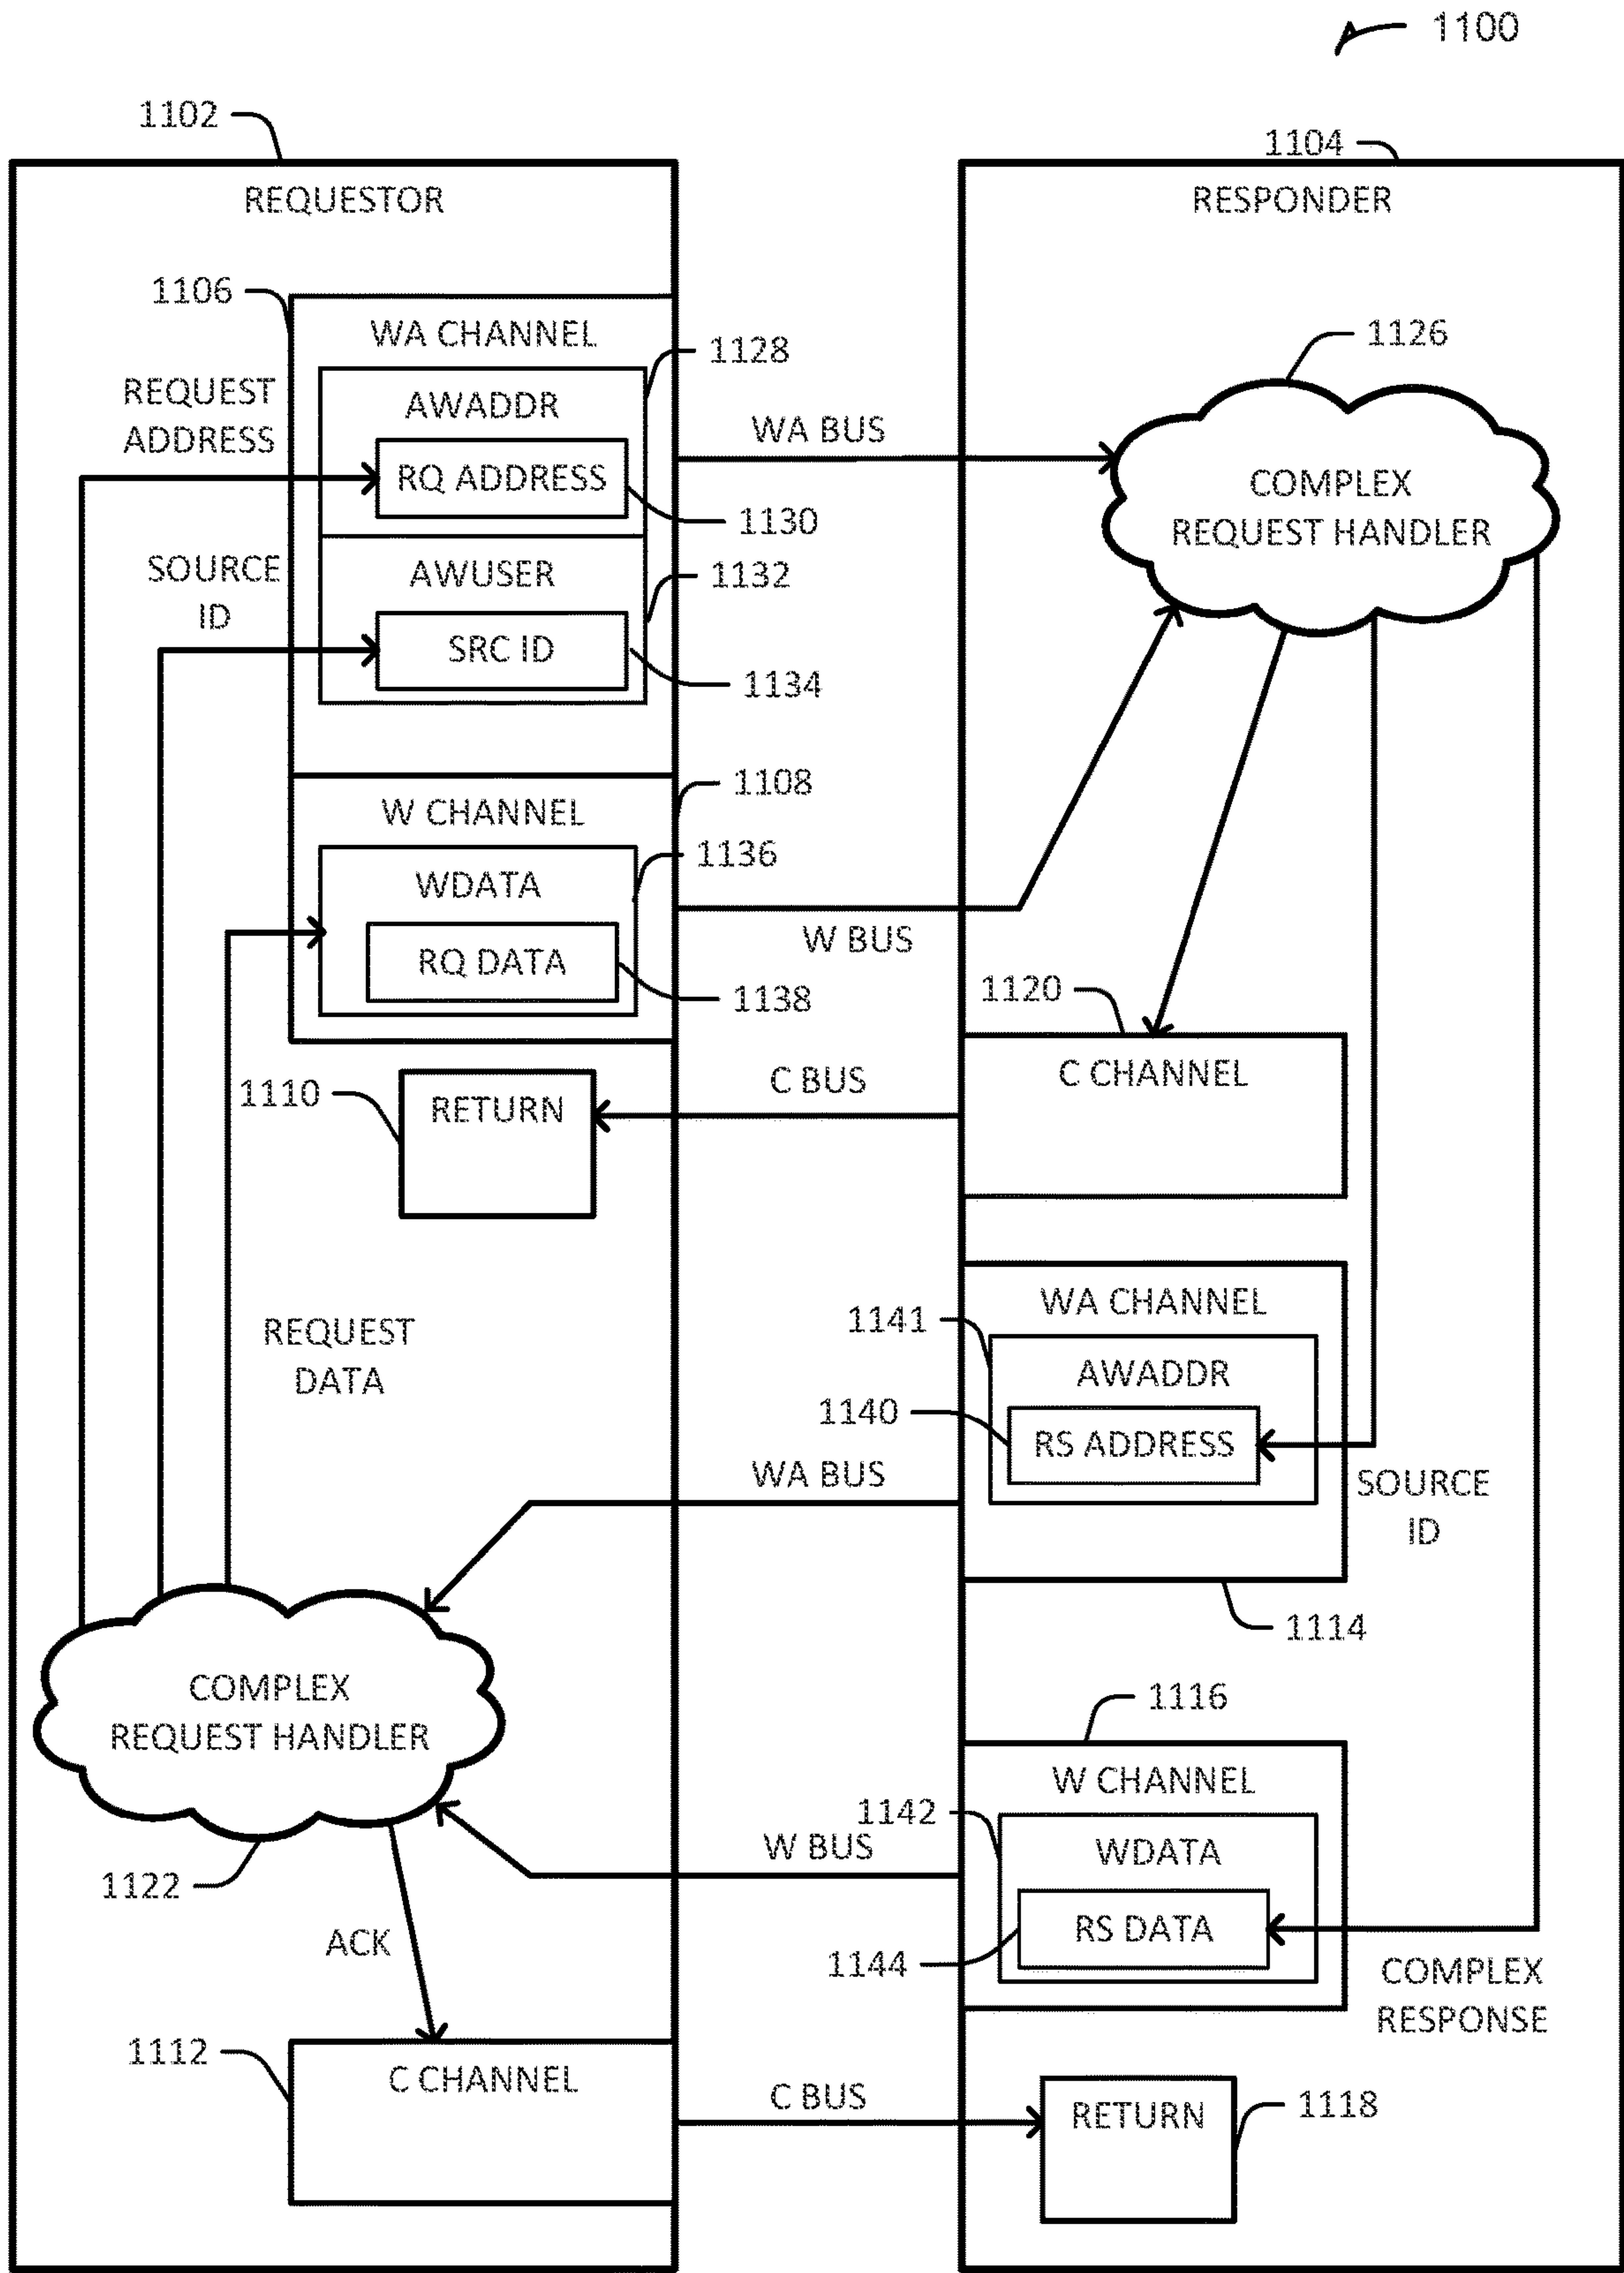 1100
1102
1104
REQUESTOR
RESPONDER
1106
WA CHANNEL
1128
1126
REQUEST
ADDRESS
AWADDR
WA BUS
RQ ADDRESS
COMPLEX
REQUEST HANDLER
1130
SOURCE
ID
AWUSER
1132
SRC ID
1134
1108
W CHANNEL
1136
WDATA
W BUS
RQ DATA
1138
1120
C BUS
C CHANNEL
1110
RETURN
WA CHANNEL
1141
REQUEST
DATA
AWADDR
1140
RS ADDRESS
WA BUS
SOURCE
ID
1114
COMPLEX
REQUEST HANDLER
1116
W CHANNEL
1142
W BUS
WDATA
1122
ACK
RS DATA
1144
COMPLEX
RESPONSE
1112
C CHANNEL
C BUS
RETURN
1118